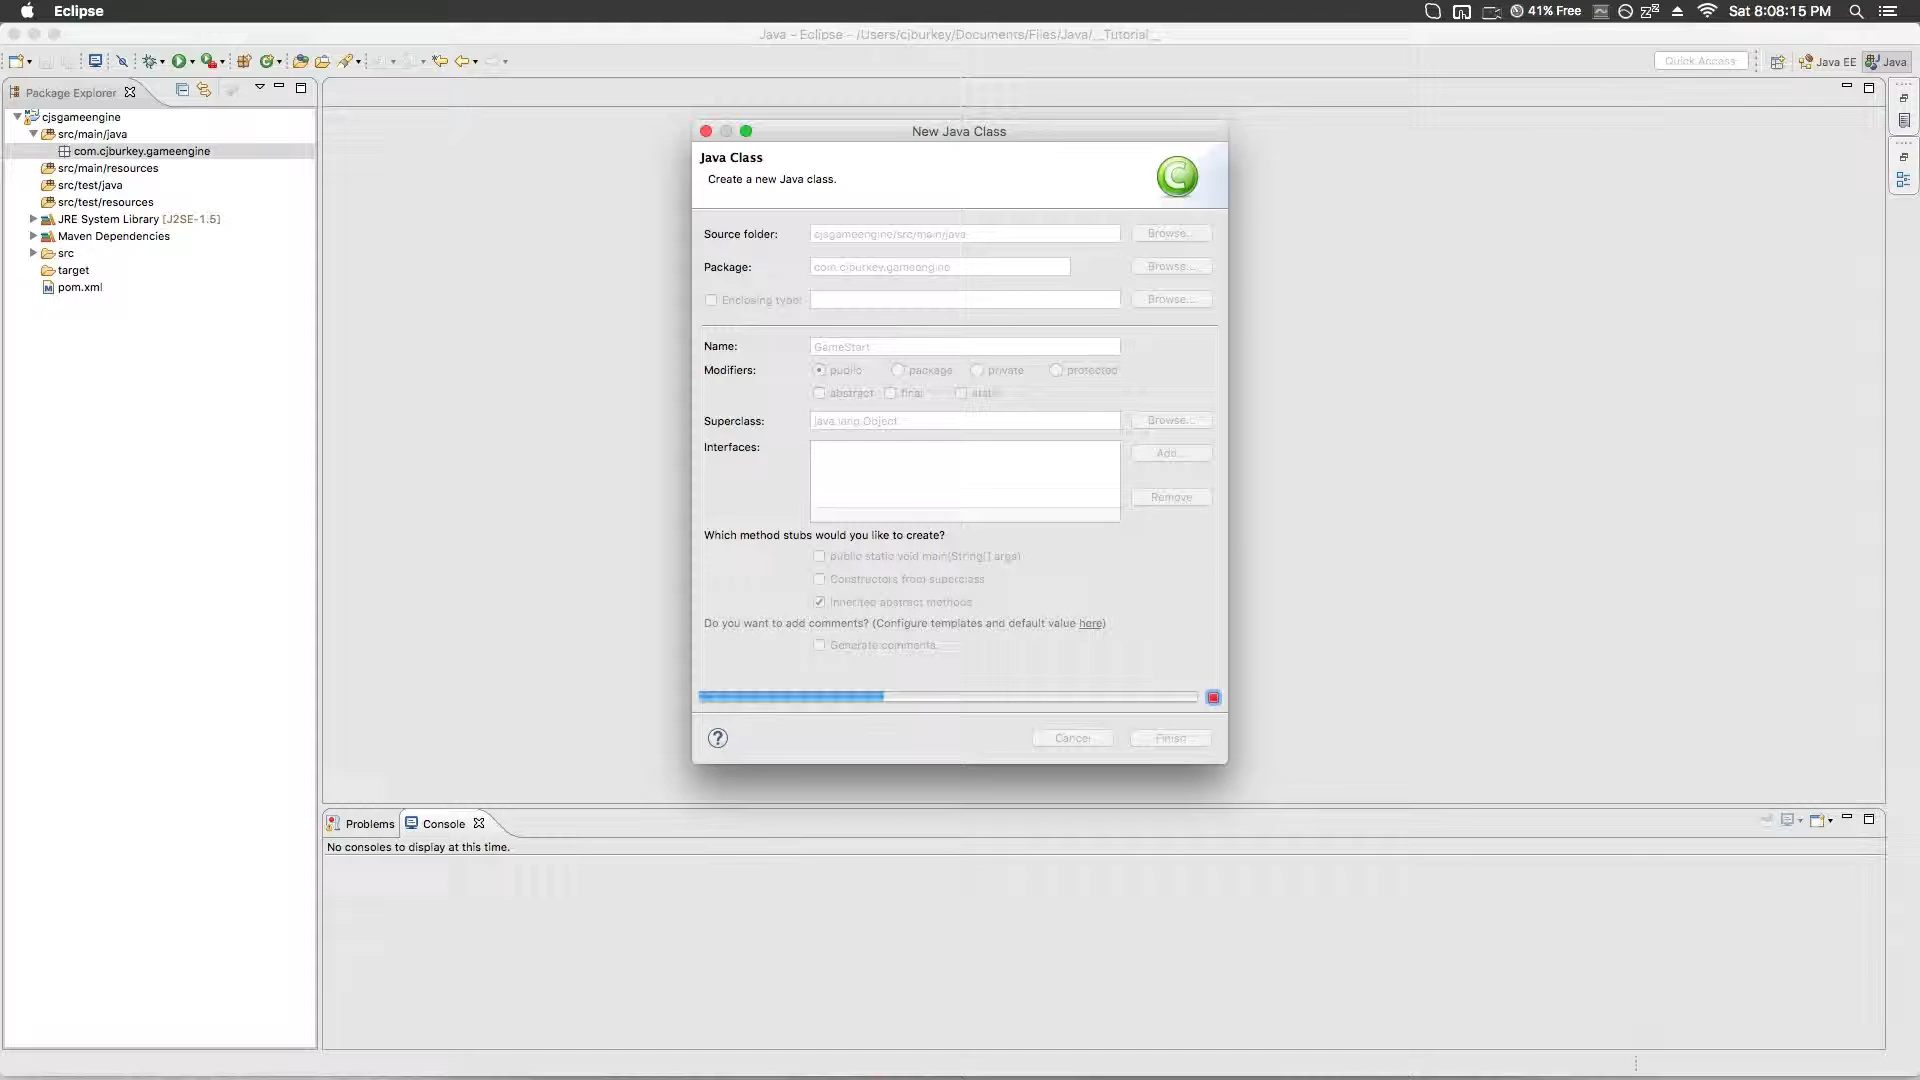 Eclipse
41% Free
Sat 8:08:15 PM
Java – Eclipse – /Users/cjburkey/Documents/Files/Java/__Tutorial__
Quick Access
Java EE
Java
Package Explorer
cjsgameengine
src/main/java
com.cjburkey.gameengine
src/main/resources
src/test/java
src/test/resources
JRE System Library [J2SE-1.5]
Maven Dependencies
src
target
pom.xml
New Java Class
Java Class
Create a new Java class.
Source folder: cjsgameengine/src/main/java Browse...
Package: com.cjburkey.gameengine Browse...
Enclosing type: Browse...
Name: GameStart
Modifiers: public package private protected
abstract final static
Superclass: java.lang.Object Browse...
Interfaces: Add...
Remove
Which method stubs would you like to create?
public static void main(String[] args)
Constructors from superclass
Inherited abstract methods
Do you want to add comments? (Configure templates and default value here)
Generate comments
? Cancel Finish
Problems Console
No consoles to display at this time.